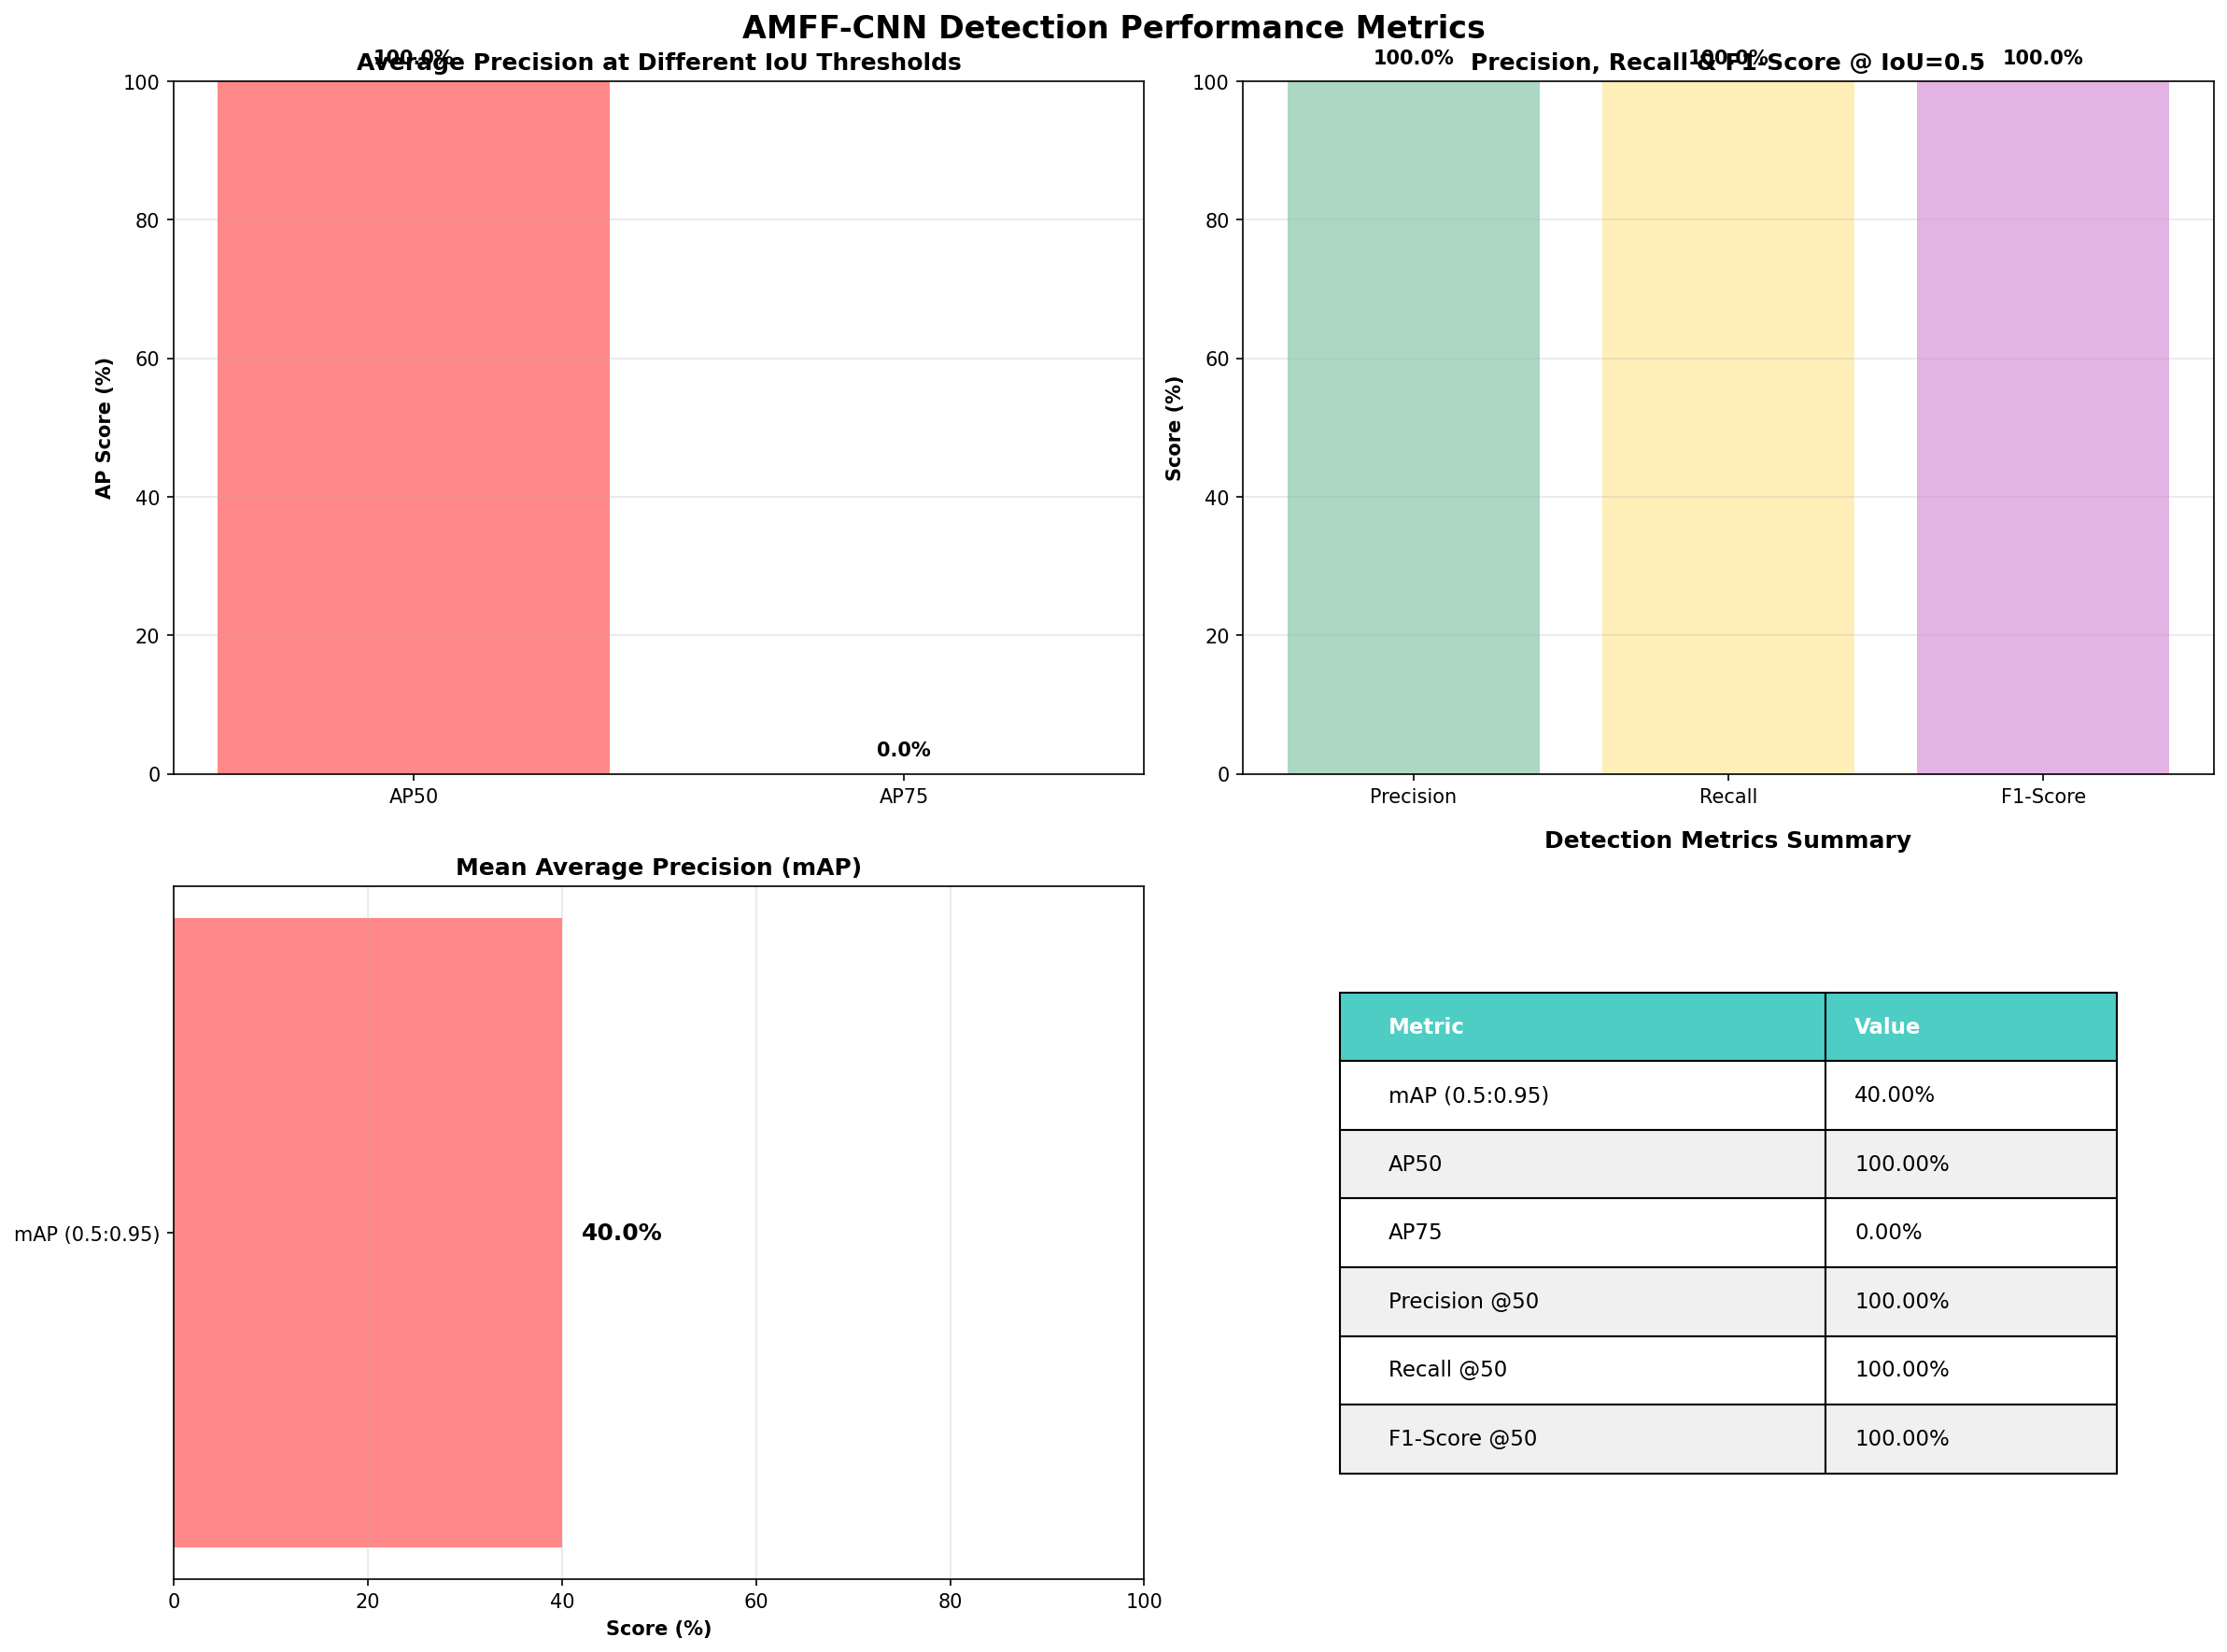 AMFF-CNN Detection Performance Metrics
Average Precision at Different IoU Thresholds
100.0%
100
80
60
40
20
0
AP Score (%)
0.0%
AP50
AP75
Precision, Recall & F1-Score @ IoU=0.5
100.0%
100.0%
100.0%
100
80
60
40
20
0
Score (%)
Precision
Recall
F1-Score
Mean Average Precision (mAP)
mAP (0.5:0.95)
40.0%
0
20
40
60
80
100
Score (%)
Detection Metrics Summary
Metric Value
mAP (0.5:0.95) 40.00%
AP50 100.00%
AP75 0.00%
Precision @50 100.00%
Recall @50 100.00%
F1-Score @50 100.00%